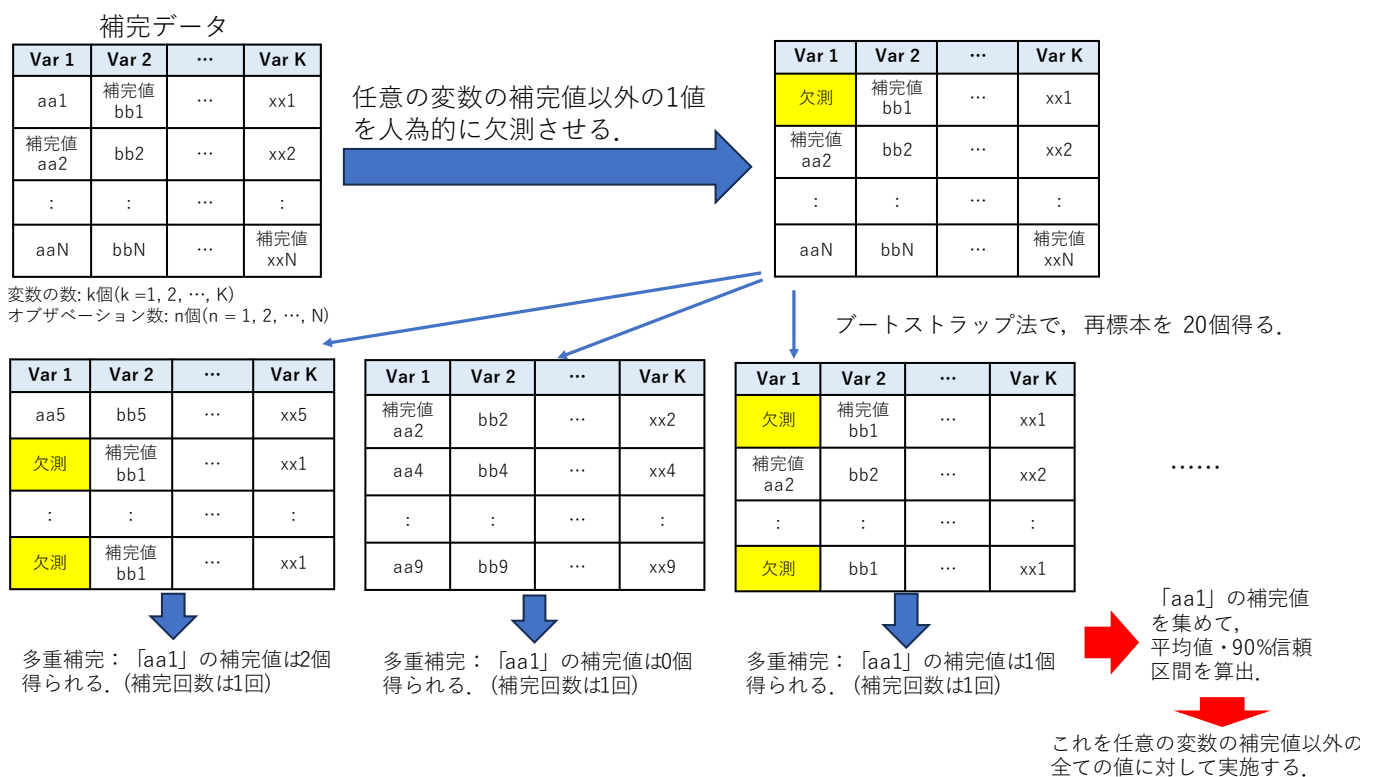 補完データ
Var 1 Var 2 … Var K
aa1 補完値 bb1 … xx1
補完値 aa2 bb2 … xx2
: : … :
aaN bbN … 補完値 xxN
変数の数: k個(k =1, 2, …, K)
オブザベーション数: n個(n = 1, 2, …, N)
任意の変数の補完値以外の1値
を人為的に欠測させる.
Var 1 Var 2 … Var K
欠測 補完値 bb1 … xx1
補完値 aa2 bb2 … xx2
: : … :
aaN bbN … 補完値 xxN
ブートストラップ法で，再標本を 20個得る.
Var 1 Var 2 … Var K
aa5 bb5 … xx5
欠測 補完値 bb1 … xx1
: : … :
欠測 補完値 bb1 … xx1
多重補完：「aa1」の補完値は2個
得られる．(補完回数は1回)
Var 1 Var 2 … Var K
補完値 aa2 bb2 … xx2
aa4 bb4 … xx4
: : … :
aa9 bb9 … xx9
多重補完：「aa1」の補完値は0個
得られる．(補完回数は1回)
Var 1 Var 2 … Var K
欠測 補完値 bb1 … xx1
補完値 aa2 bb2 … xx2
: : … :
欠測 bb1 … xx1
多重補完：「aa1」の補完値は1個
得られる．(補完回数は1回)
……
「aa1」の補完値
を集めて，
平均値・90%信頼
区間を算出.
これを任意の変数の補完値以外の
全ての値に対して実施する.